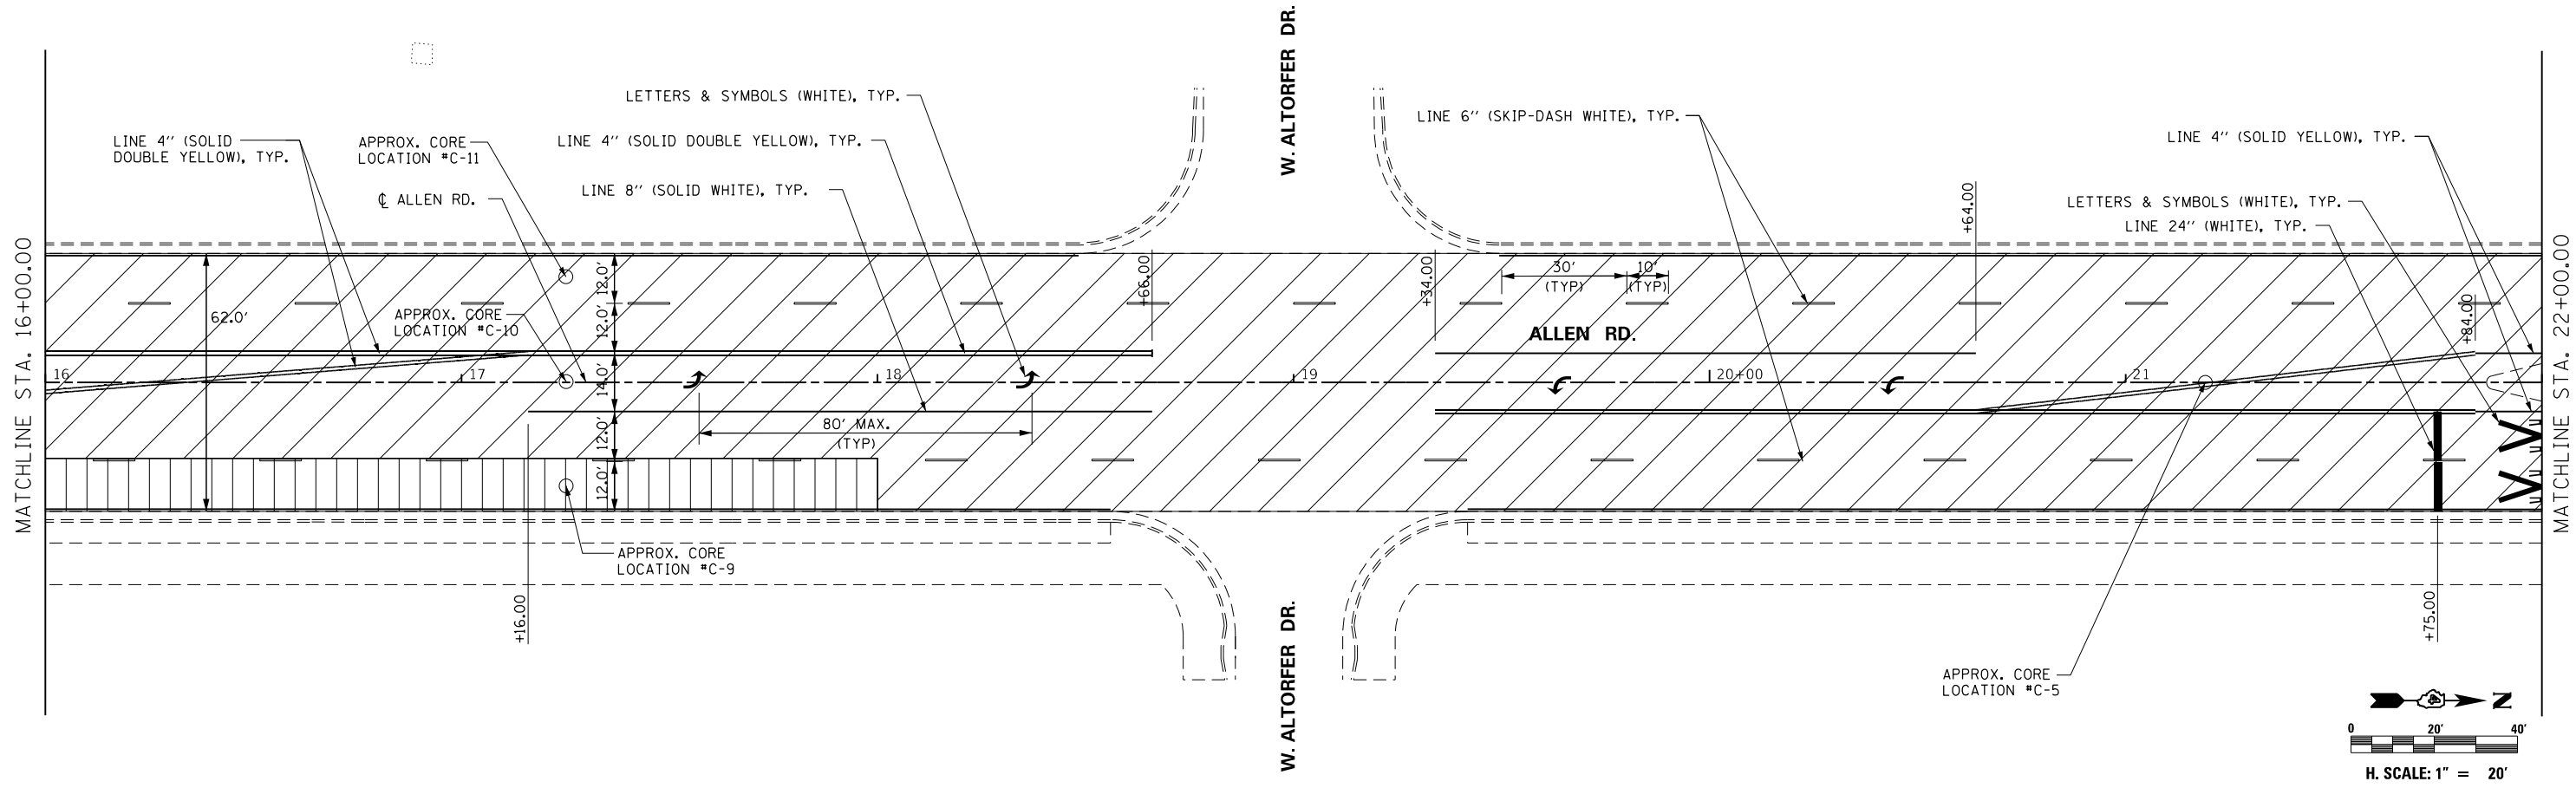 W. ALTORFER DR.
LETTERS & SYMBOLS (WHITE), TYP.
LINE 4'' (SOLID
DOUBLE YELLOW), TYP.
APPROX. CORE
LOCATION #C-11
LINE 4'' (SOLID DOUBLE YELLOW), TYP.
℄ ALLEN RD.
LINE 8'' (SOLID WHITE), TYP.
LINE 6'' (SKIP-DASH WHITE), TYP.
LINE 4'' (SOLID YELLOW), TYP.
LETTERS & SYMBOLS (WHITE), TYP.
LINE 24'' (WHITE), TYP.
MATCHLINE STA. 16+00.00
MATCHLINE STA. 22+00.00
+66.00
+34.00
+64.00
+84.00
30'
(TYP)
10'
(TYP)
62.0'
12.0'
12.0'
14.0'
12.0'
12.0'
APPROX. CORE
LOCATION #C-10
ALLEN RD.
16
17
18
19
20+00
21
80' MAX.
(TYP)
APPROX. CORE
LOCATION #C-9
+16.00
+75.00
W. ALTORFER DR.
APPROX. CORE
LOCATION #C-5
N
0
20'
40'
H. SCALE: 1" = 20'